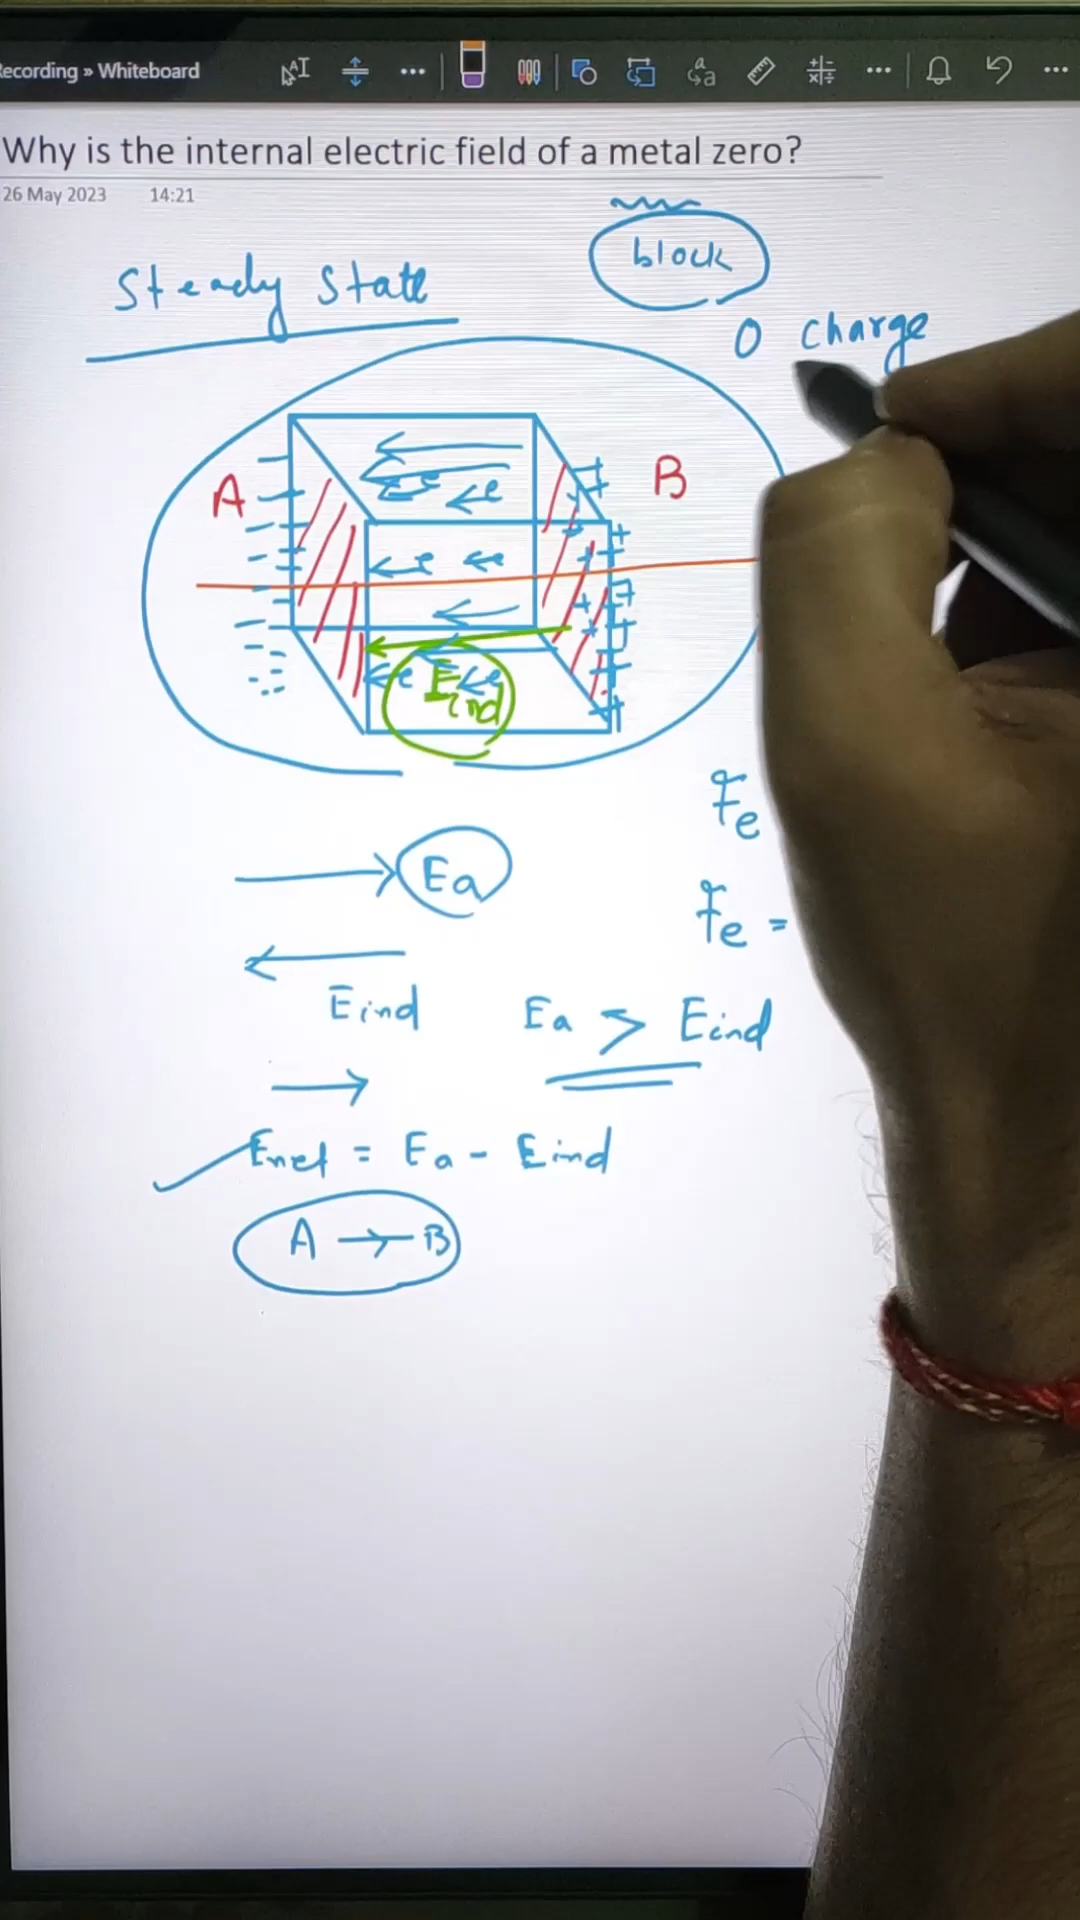 Recording » Whiteboard
Why is the internal electric field of a metal zero?
26 May 2023 14:21
block
Steady State
0 charge
A B
e
e e
e e
Eind
Fe
Ea
Fe =
Eind
Ea > Eind
Enet = Ea - Eind
A → B